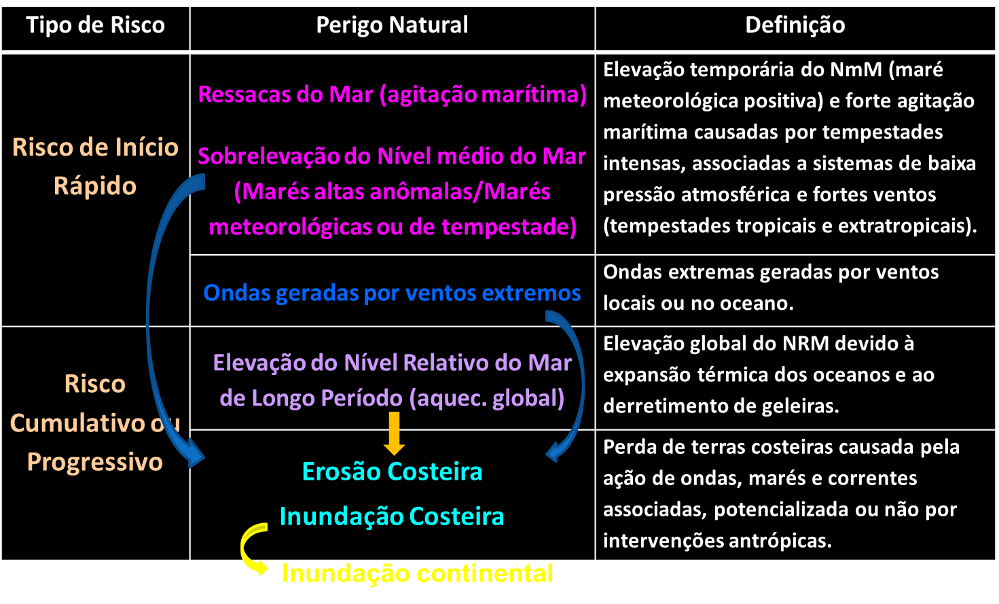 Tipo de Risco
Perigo Natural
Definição
Risco de Início
Rápido
Ressacas do Mar (agitação marítima)
Sobrelevação do Nível médio do Mar
(Marés altas anômalas/Marés
meteorológicas ou de tempestade)
Elevação temporária do NmM (maré
meteorológica positiva) e forte agitação
marítima causadas por tempestades
intensas, associadas a sistemas de baixa
pressão atmosférica e fortes ventos
(tempestades tropicais e extratropicais).
Ondas geradas por ventos extremos
Ondas extremas geradas por ventos
locais ou no oceano.
Risco
Cumulativo ou
Progressivo
Elevação do Nível Relativo do Mar
de Longo Período (aquec. global)
Elevação global do NRM devido à
expansão térmica dos oceanos e ao
derretimento de geleiras.
Erosão Costeira
Inundação Costeira
Perda de terras costeiras causada pela
ação de ondas, marés e correntes
associadas, potencializada ou não por
intervenções antrópicas.
Inundação continental